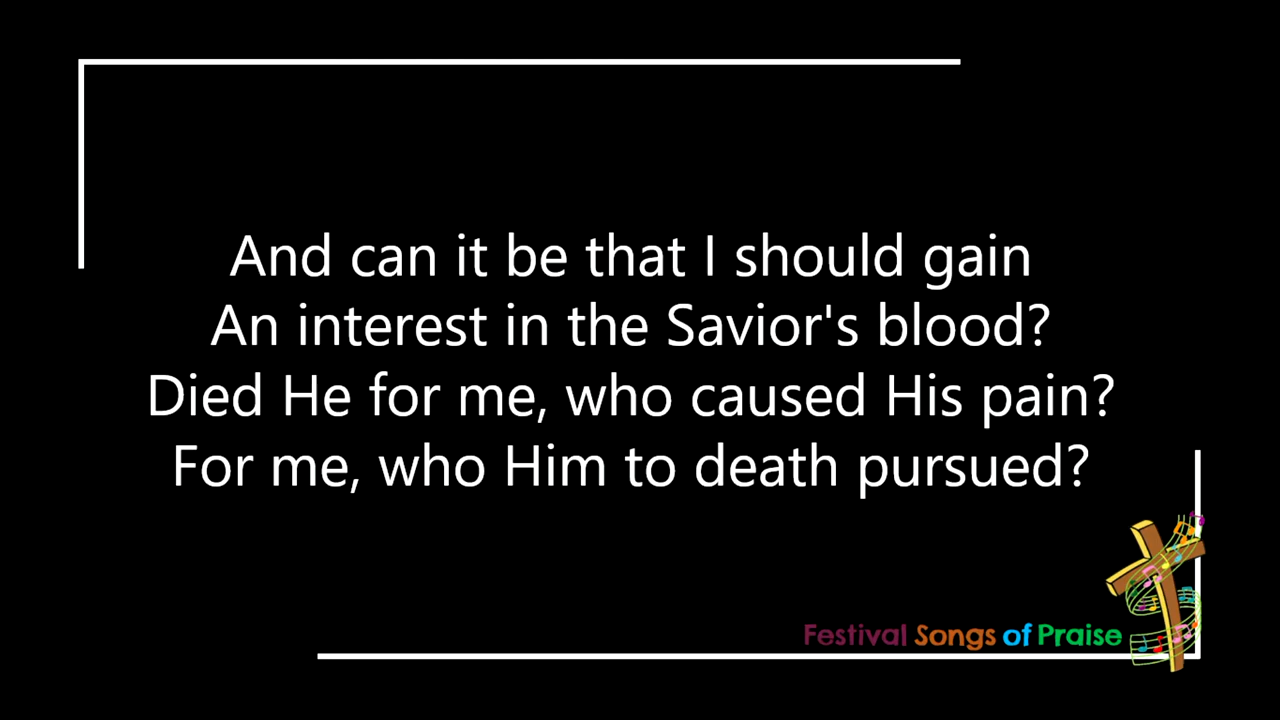 And can it be that I should gain
An interest in the Savior's blood?
Died He for me, who caused His pain?
For me, who Him to death pursued?
Festival Songs of Praise